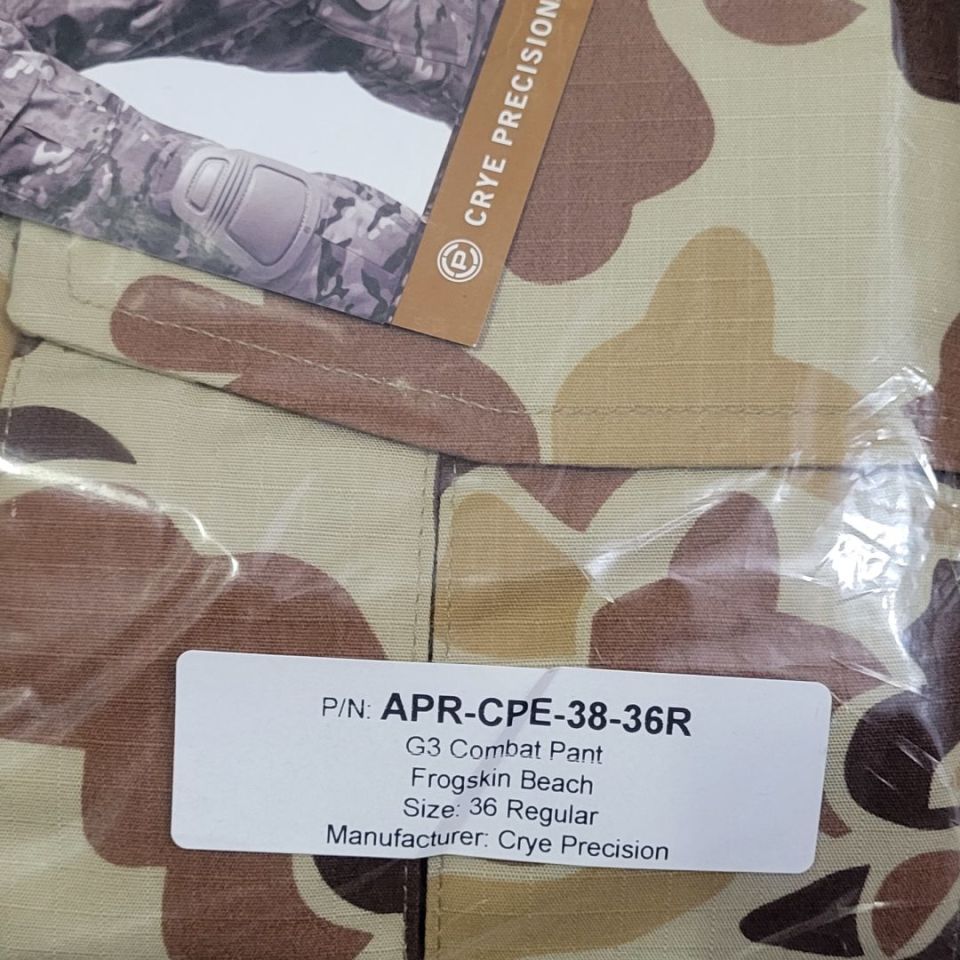 CRYE PRECISION
P/N: APR-CPE-38-36R
G3 Combat Pant
Frogskin Beach
Size: 36 Regular
Manufacturer: Crye Precision